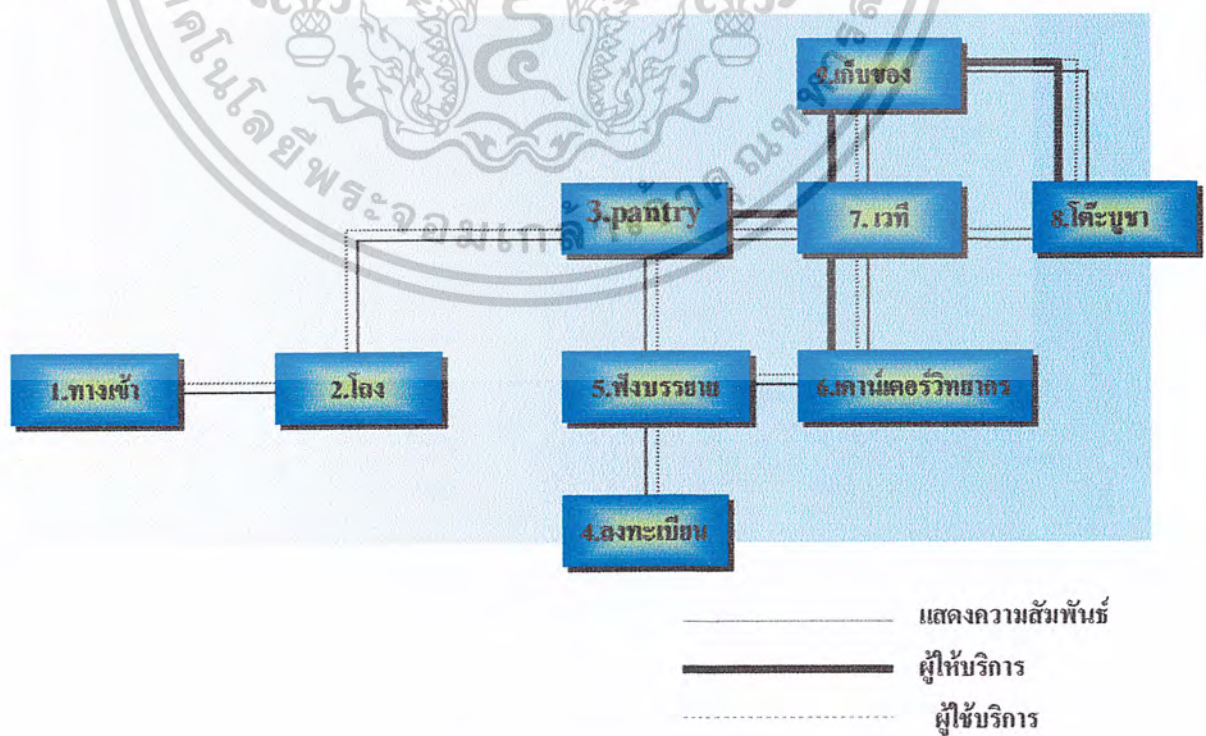 9.เก็บของ
3.pantry
7. เวที
8.โต๊ะบูชา
1.ทางเข้า
2.โถง
5.ฟังบรรยาย
6.เคาน์เตอร์วิทยากร
4.ลงทะเบียน
แสดงความสัมพันธ์
ผู้ให้บริการ
ผู้ใช้บริการ